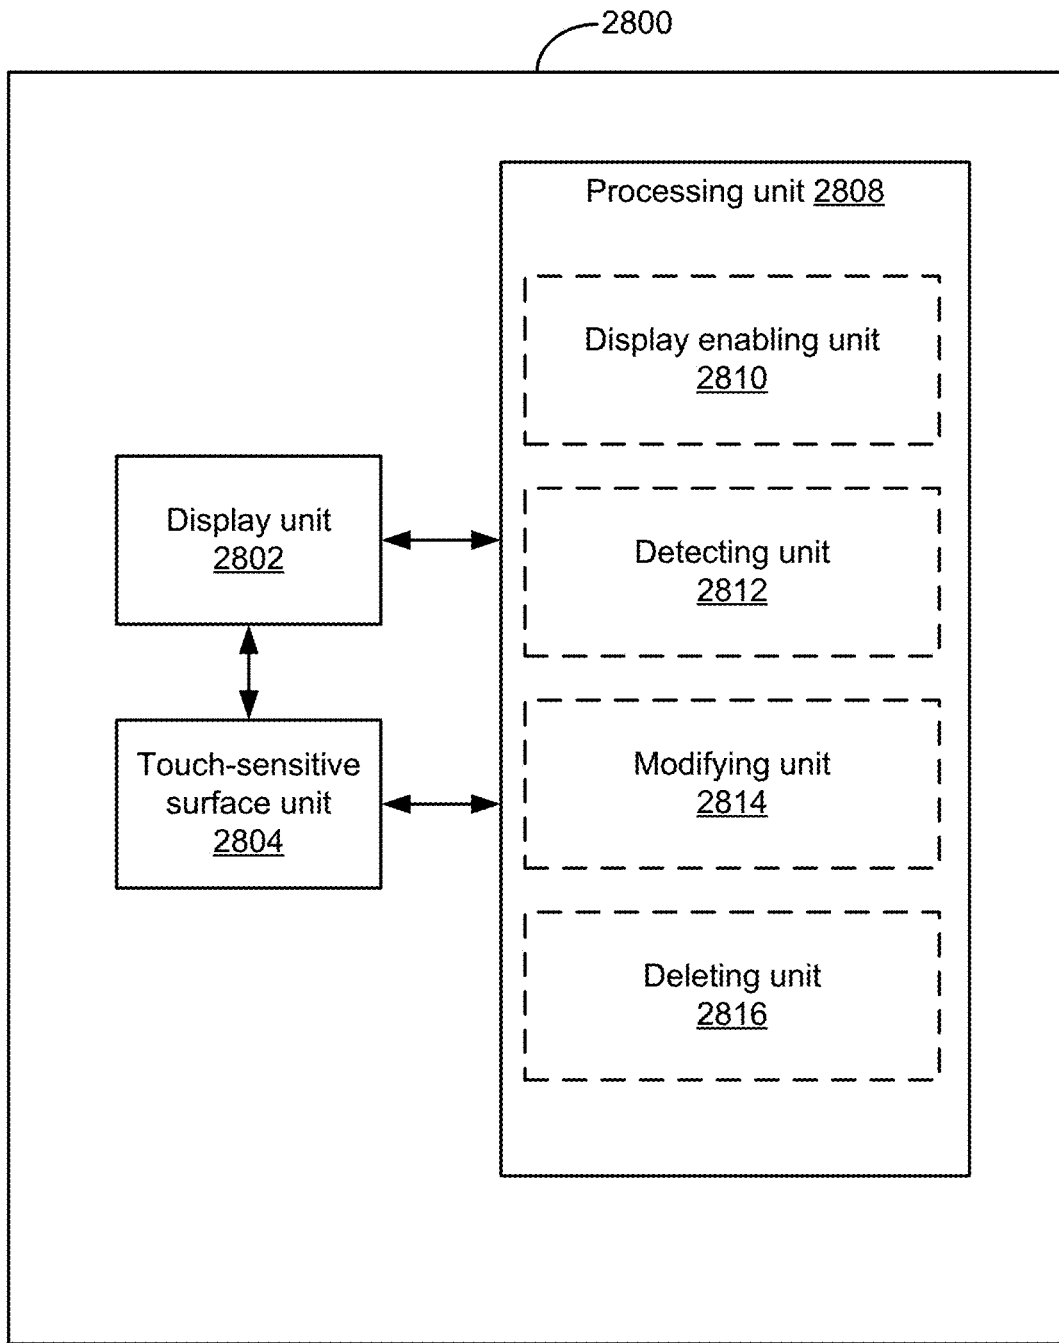 2800
Processing unit 2808
Display enabling unit
2810
Display unit
2802
Detecting unit
2812
Touch-sensitive
surface unit
2804
Modifying unit
2814
Deleting unit
2816